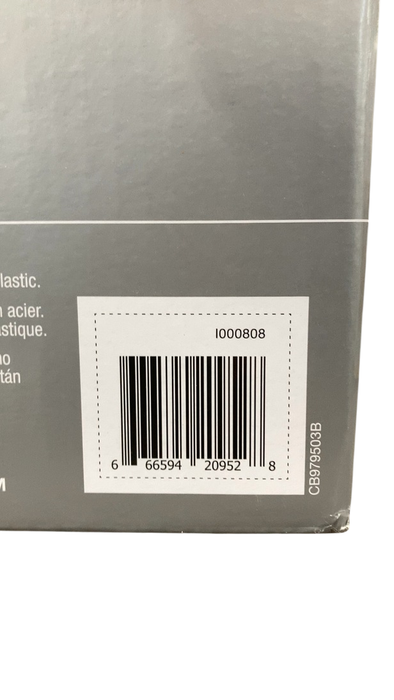 lastic.
n acier.
astique.
no
tán
I000808
6 66594 20952 8
CB979503B
M